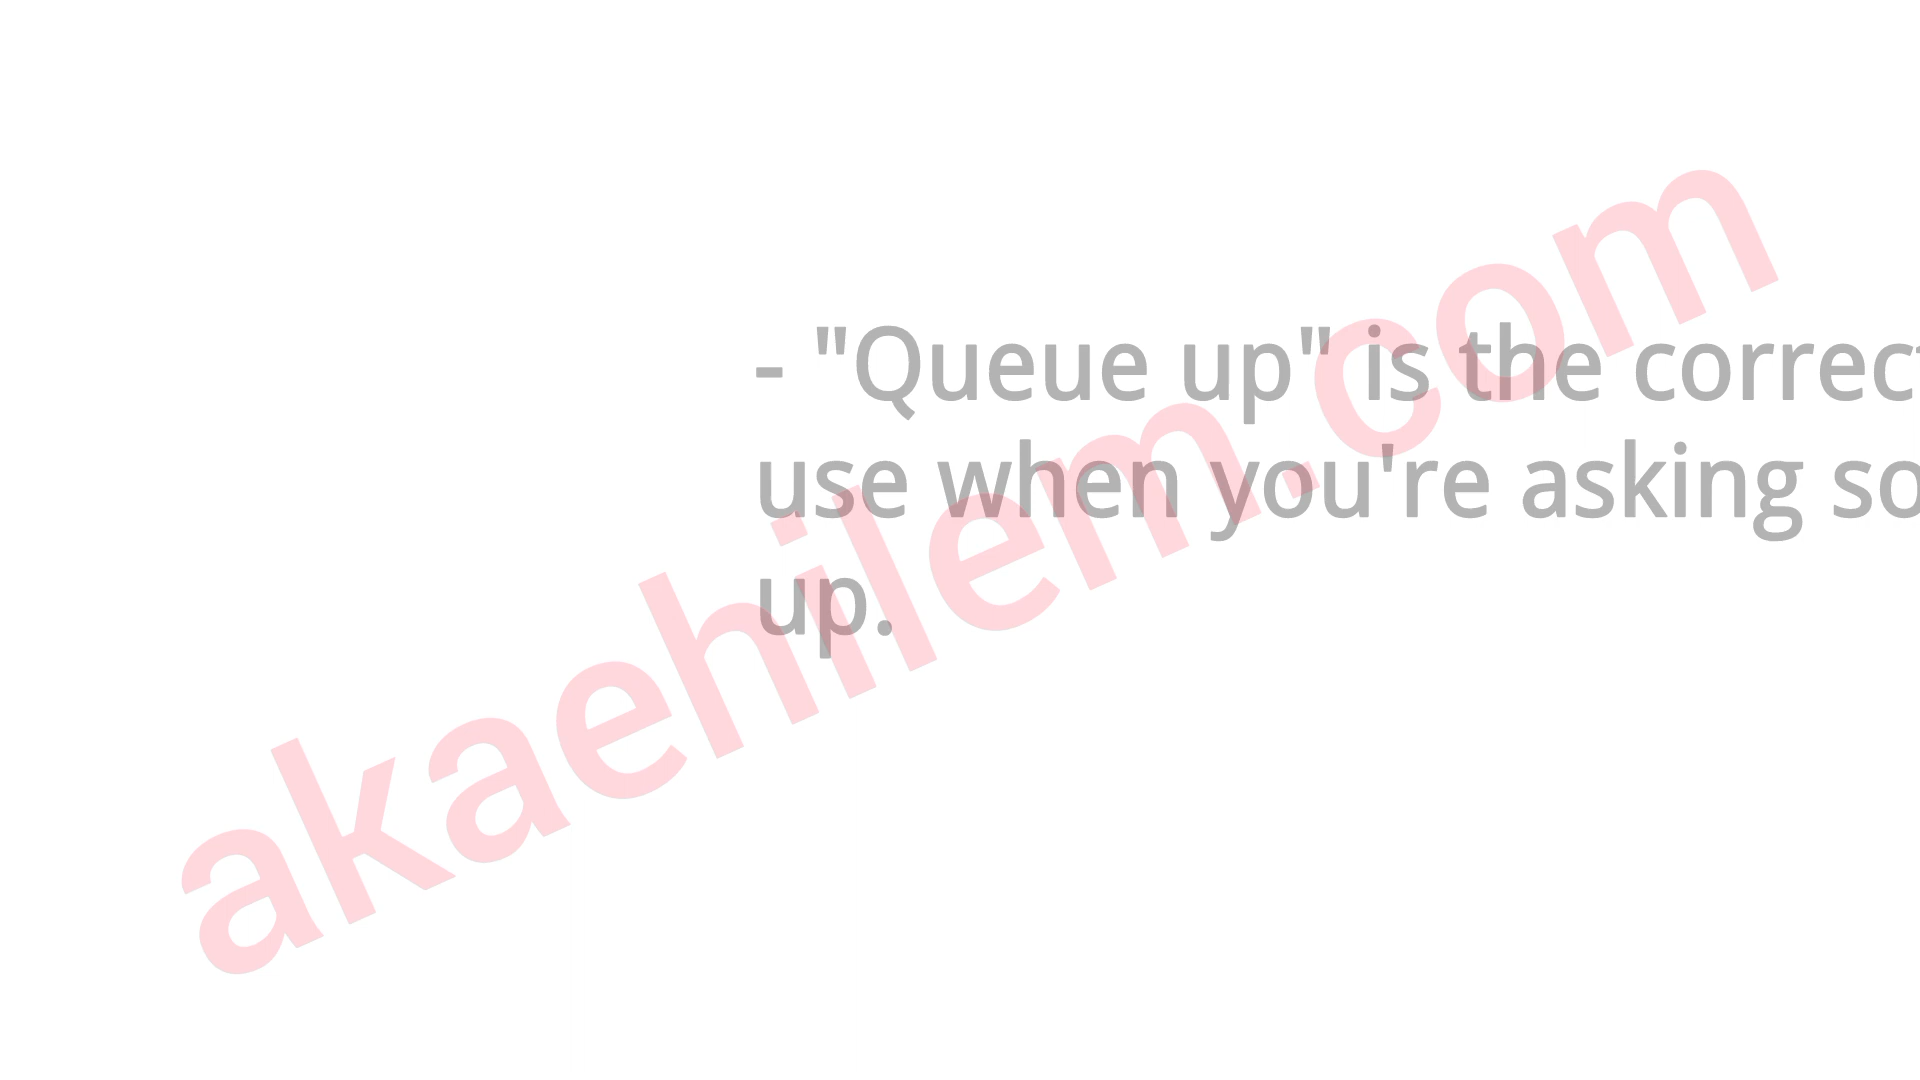 - "Queue up" is the correct
use when you're asking so
up.
akaehilem.com